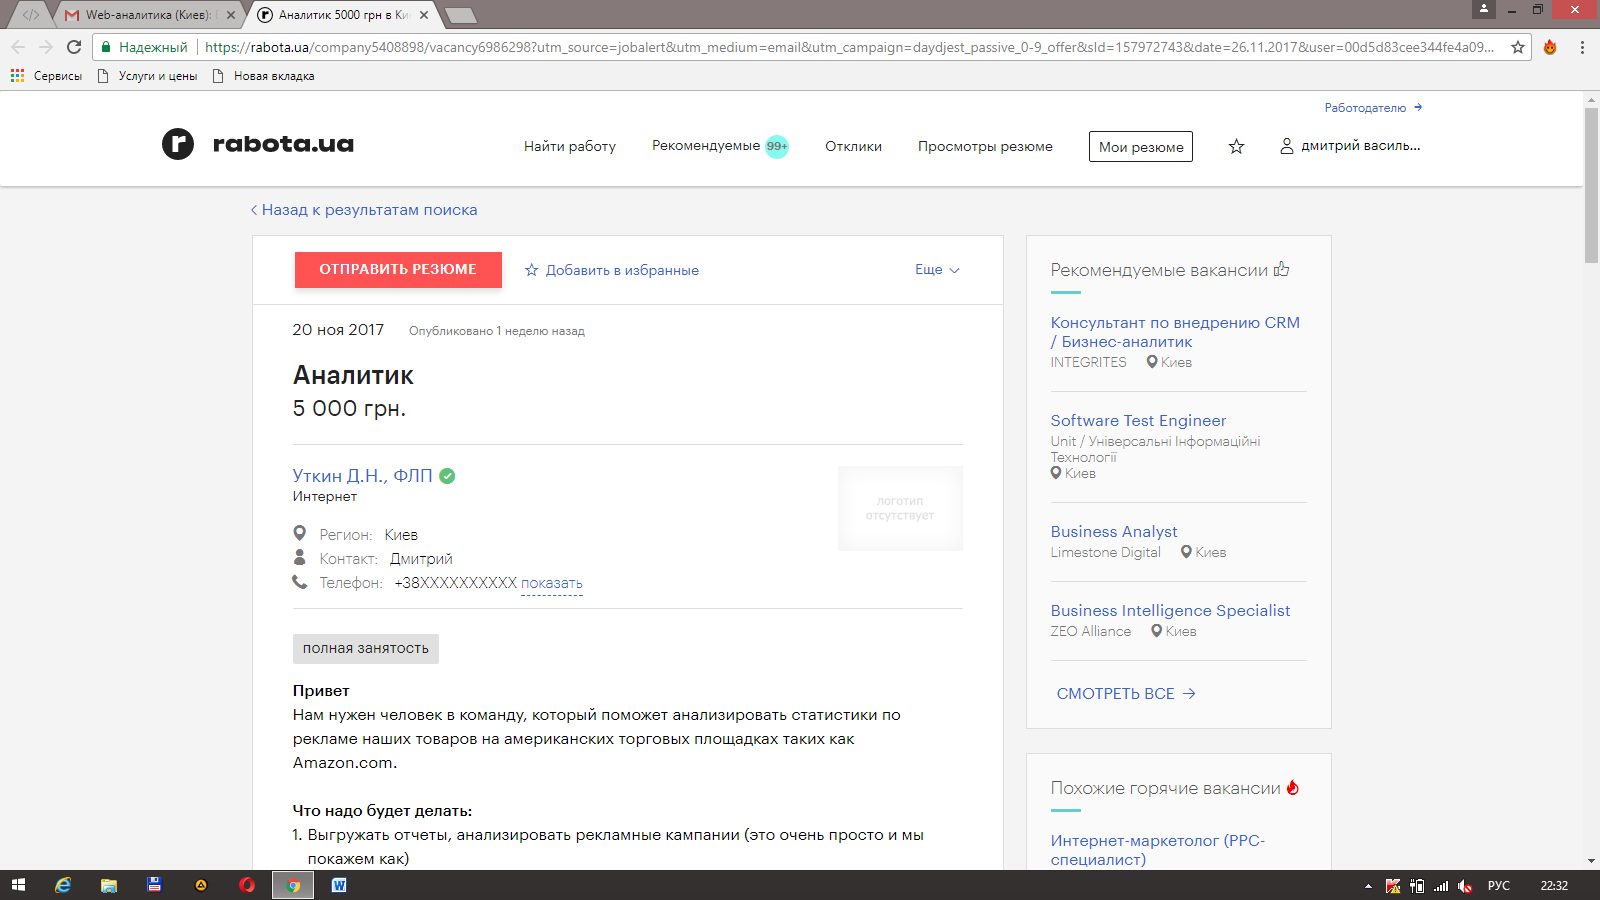 Web-аналитика (Киев):
Аналитик 5000 грн в Ки
Надежный
https://rabota.ua/company5408898/vacancy6986298?utm_source=jobalert&utm_medium=email&utm_campaign=daydjest_passive_0-9_offer&sId=157972743&date=26.11.2017&user=00d5d83cee344fe4a09...
Сервисы
Услуги и цены
Новая вкладка
Работодателю
rabota.ua
Найти работу
Рекомендуемые 99+
Отклики
Просмотры резюме
Мои резюме
дмитрий василь...
Назад к результатам поиска
ОТПРАВИТЬ РЕЗЮМЕ
Добавить в избранные
Еще
20 ноя 2017
Опубликовано 1 неделю назад
Аналитик
5 000 грн.
Уткин Д.Н., ФЛП
Интернет
логотип
отсутствует
Регион: Киев
Контакт: Дмитрий
Телефон: +38XXXXXXXXXX показать
полная занятость
Привет
Нам нужен человек в команду, который поможет анализировать статистики по
рекламе наших товаров на американских торговых площадках таких как
Amazon.com.
Что надо будет делать:
1. Выгружать отчеты, анализировать рекламные кампании (это очень просто и мы
покажем как)
Рекомендуемые вакансии
Консультант по внедрению CRM
/ Бизнес-аналитик
INTEGRITES Киев
Software Test Engineer
Unit / Універсальні Інформаційні
Технології
Киев
Business Analyst
Limestone Digital Киев
Business Intelligence Specialist
ZEO Alliance Киев
СМОТРЕТЬ ВСЕ
Похожие горячие вакансии
Интернет-маркетолог (PPC-
специалист)
РУС
22:32